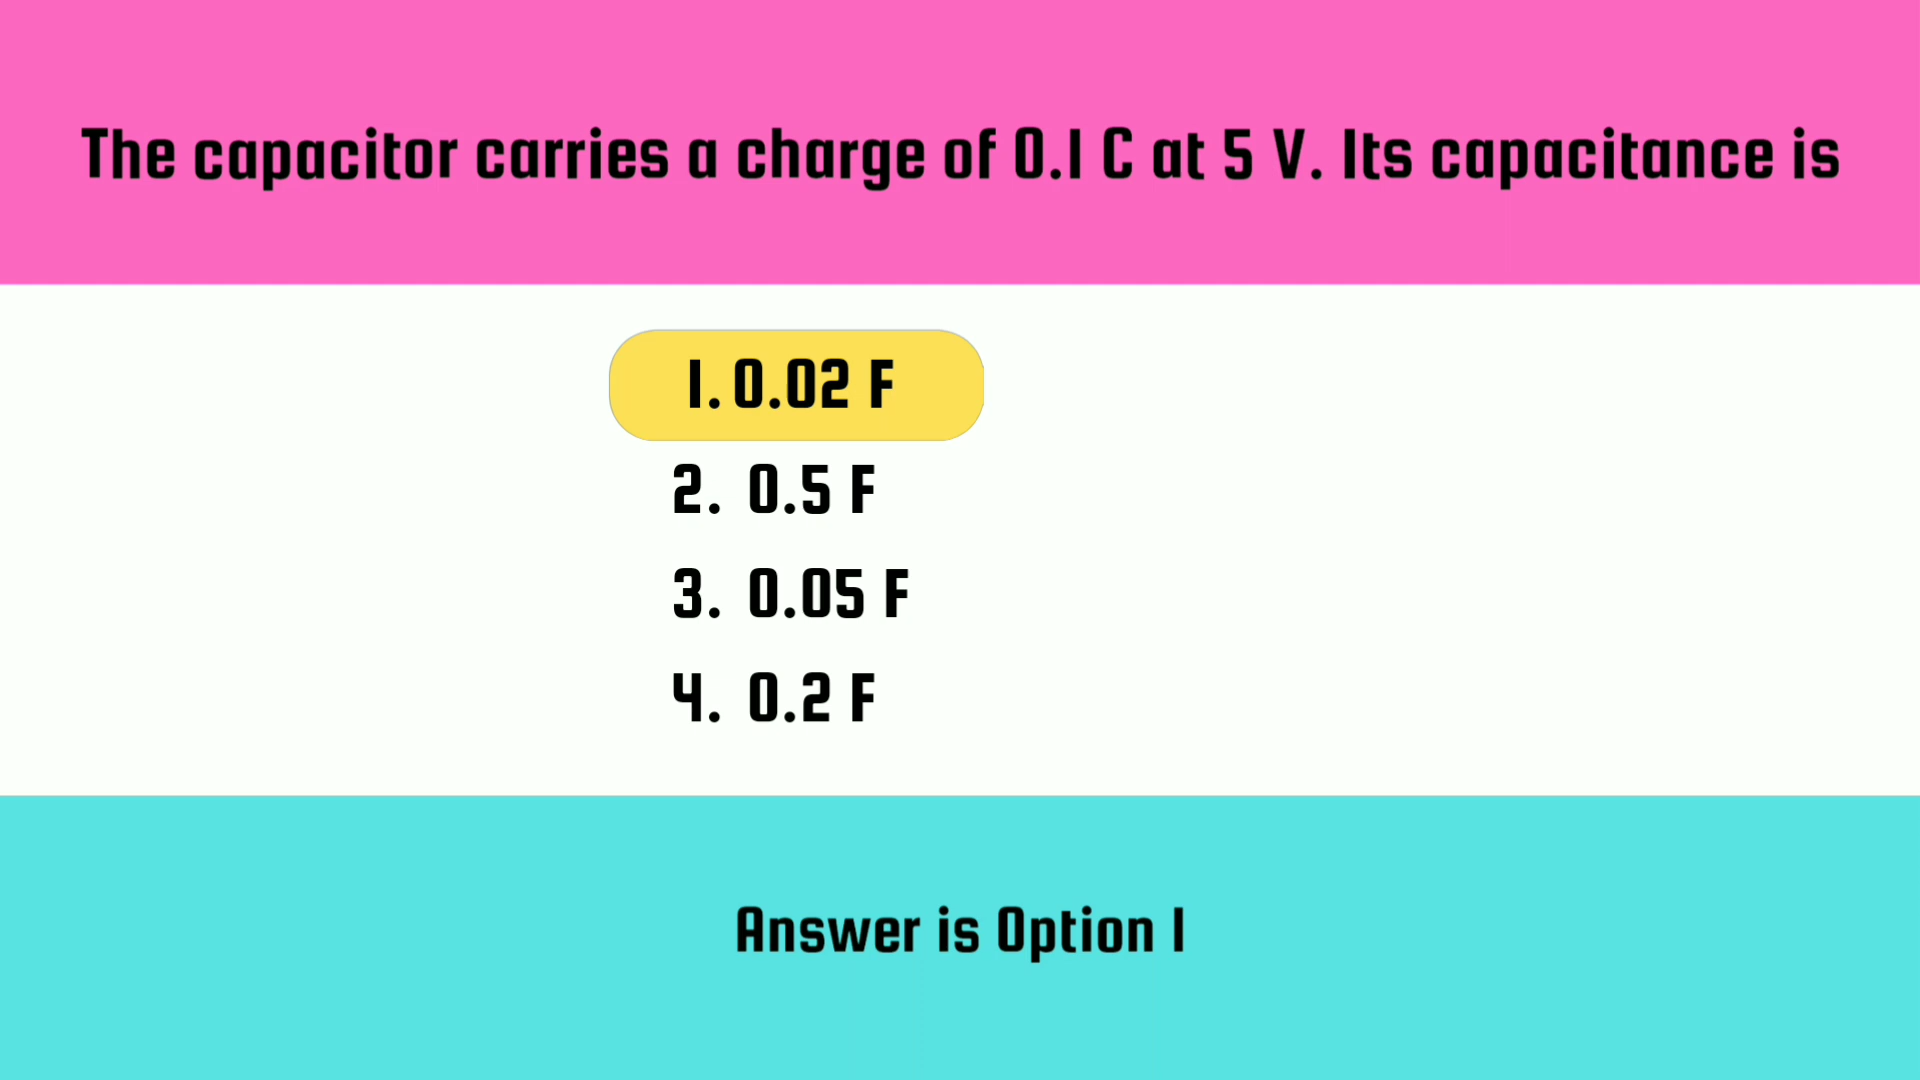 The capacitor carries a charge of 0.1 C at 5 V. Its capacitance is
1. 0.02 F
2. 0.5 F
3. 0.05 F
4. 0.2 F
Answer is Option 1